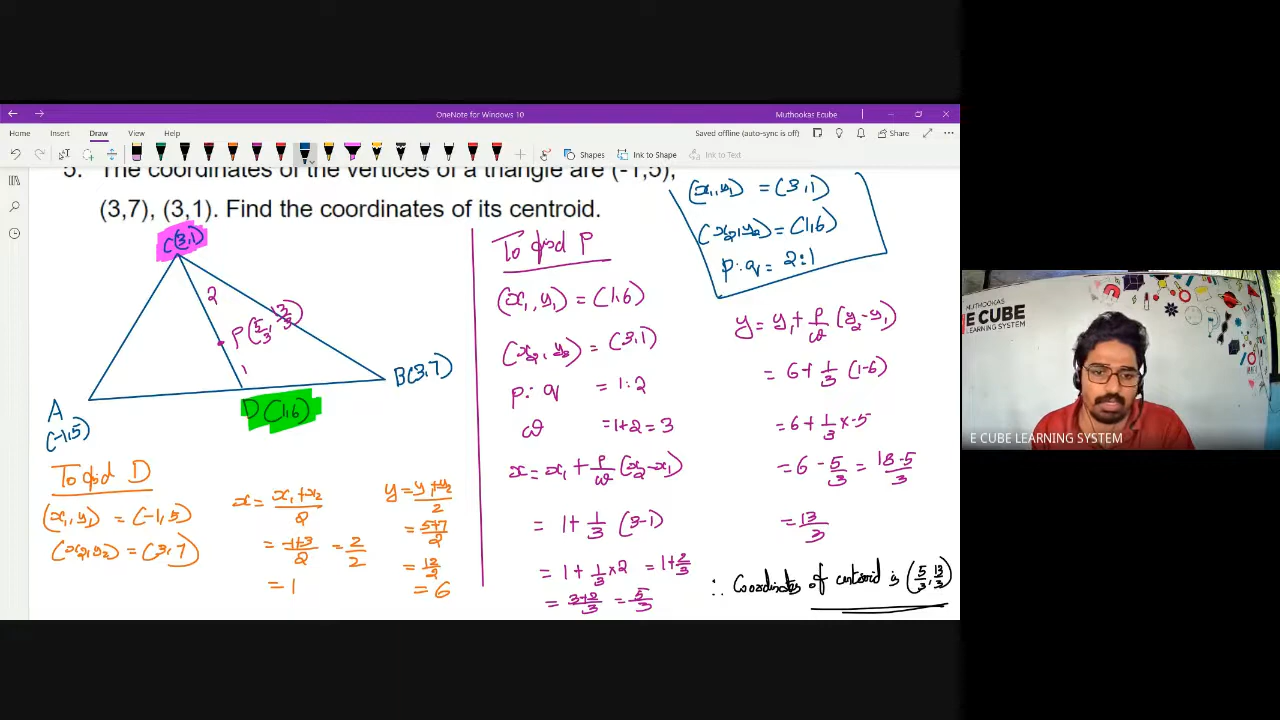 OneNote for Windows 10
Muthookas Ecube
Home Insert Draw View Help
Saved offline (auto-sync is off)
Share
Shapes
Ink to Shape
Ink to Text
5. The coordinates of the vertices of a triangle are (-1,5),
(3,7), (3,1). Find the coordinates of its centroid.
C(3,1)
2
P(5/3, 13/3)
1
B(3,7)
A
(-1,5)
D(1,6)
To find D
(x₁,y₁) = (-1,5)
(x₂,y₂) = (3,7)
x = x₁+x₂/2
= -1+3/2 = 2/2
= 1
y = y₁+y₂/2
= 5+7/2
= 12/2
= 6
To find P
(x₁,y₁) = (1,6)
(x₂,y₂) = (3,1)
p:q = 1:2
ω = 1+2=3
x = x₁ + p/ω (x₂-x₁)
= 1 + 1/3 (3-1)
= 1 + 1/3 × 2 = 1+2/3
= 3+2/3 = 5/3
(x₁,y₁) = (3,1)
(x₂,y₂) = (1,6)
p:q = 2:1
y = y₁ + p/ω (y₂-y₁)
= 6 + 1/3 (1-6)
= 6 + 1/3 × -5
= 6 - 5/3 = 18-5/3
= 13/3
∴ Coordinates of centroid is (5/3, 13/3)
MUTHOOKAS
E CUBE
LEARNING SYSTEM
E CUBE LEARNING SYSTEM